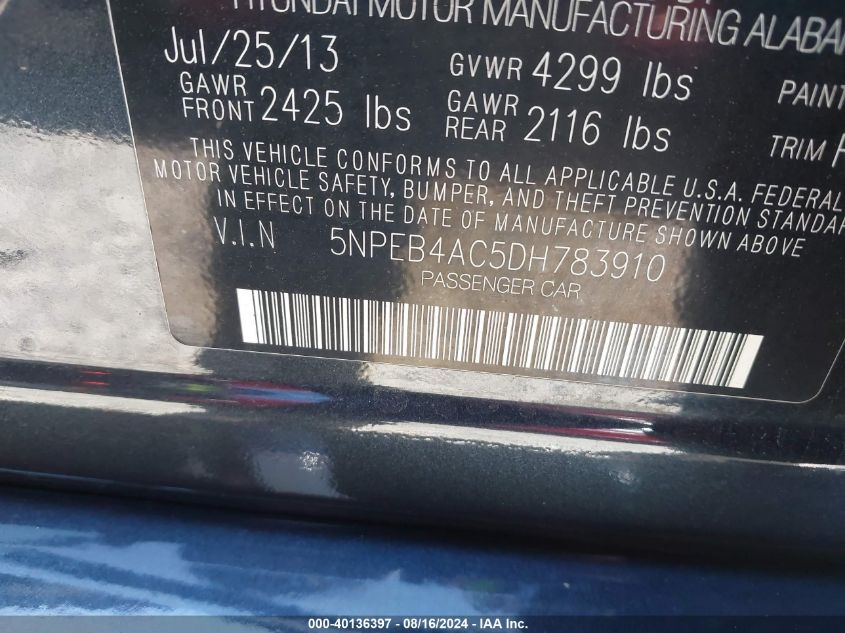 HYUNDAI MOTOR MANUFACTURING ALABA
Jul/25/13 GVWR 4299 lbs PAINT
GAWR FRONT 2425 lbs GAWR REAR 2116 lbs TRIM
THIS VEHICLE CONFORMS TO ALL APPLICABLE U.S.A. FEDERAL
MOTOR VEHICLE SAFETY, BUMPER, AND THEFT PREVENTION STANDAR
IN EFFECT ON THE DATE OF MANUFACTURE SHOWN ABOVE.
V.I.N 5NPEB4AC5DH783910
PASSENGER CAR
000-40136397 - 08/16/2024 - IAA Inc.